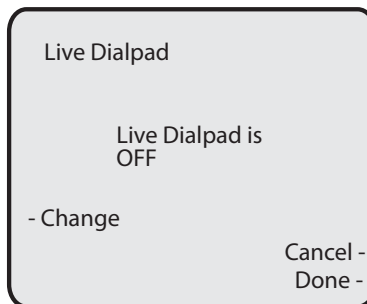 Live Dialpad
Live Dialpad is
OFF
- Change
Cancel -
Done -